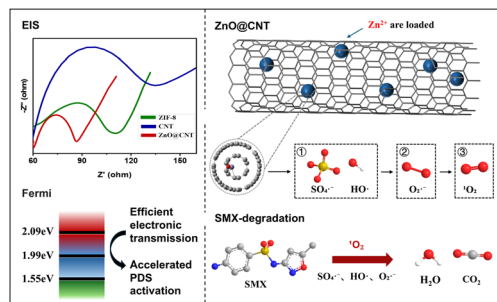 EIS
-Z'' (ohm)
ZIF-8
CNT
ZnO@CNT
60 80 100 120 140 160
Z' (ohm)
Fermi
2.09eV
1.99eV
1.55eV
Efficient
electronic
transmission
Accelerated
PDS
activation
ZnO@CNT
Zn²⁺ are loaded
① ② ③
SO₄·⁻ HO· O₂·⁻ ¹O₂
SMX-degradation
SMX
¹O₂
SO₄·⁻、HO·、O₂·⁻
H₂O CO₂